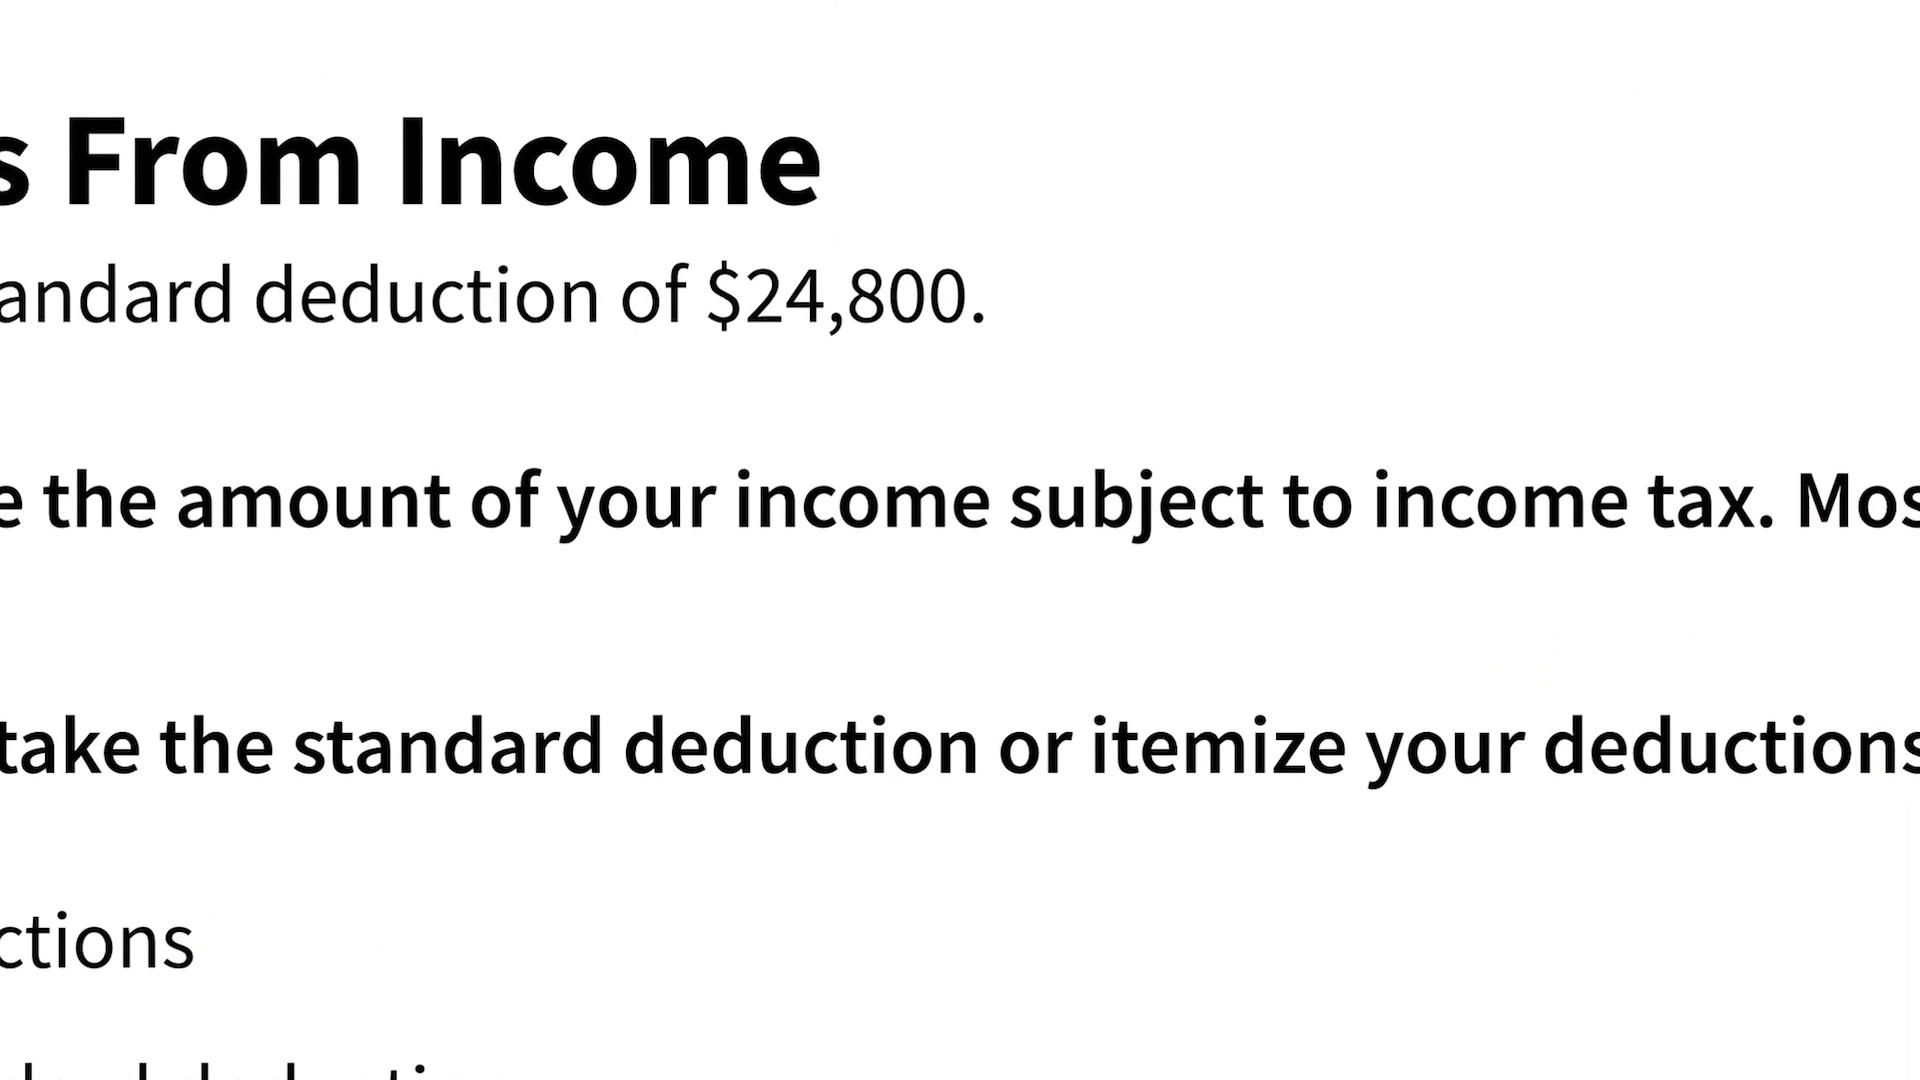 s From Income
andard deduction of $24,800.
e the amount of your income subject to income tax. Mos
take the standard deduction or itemize your deductions
ctions